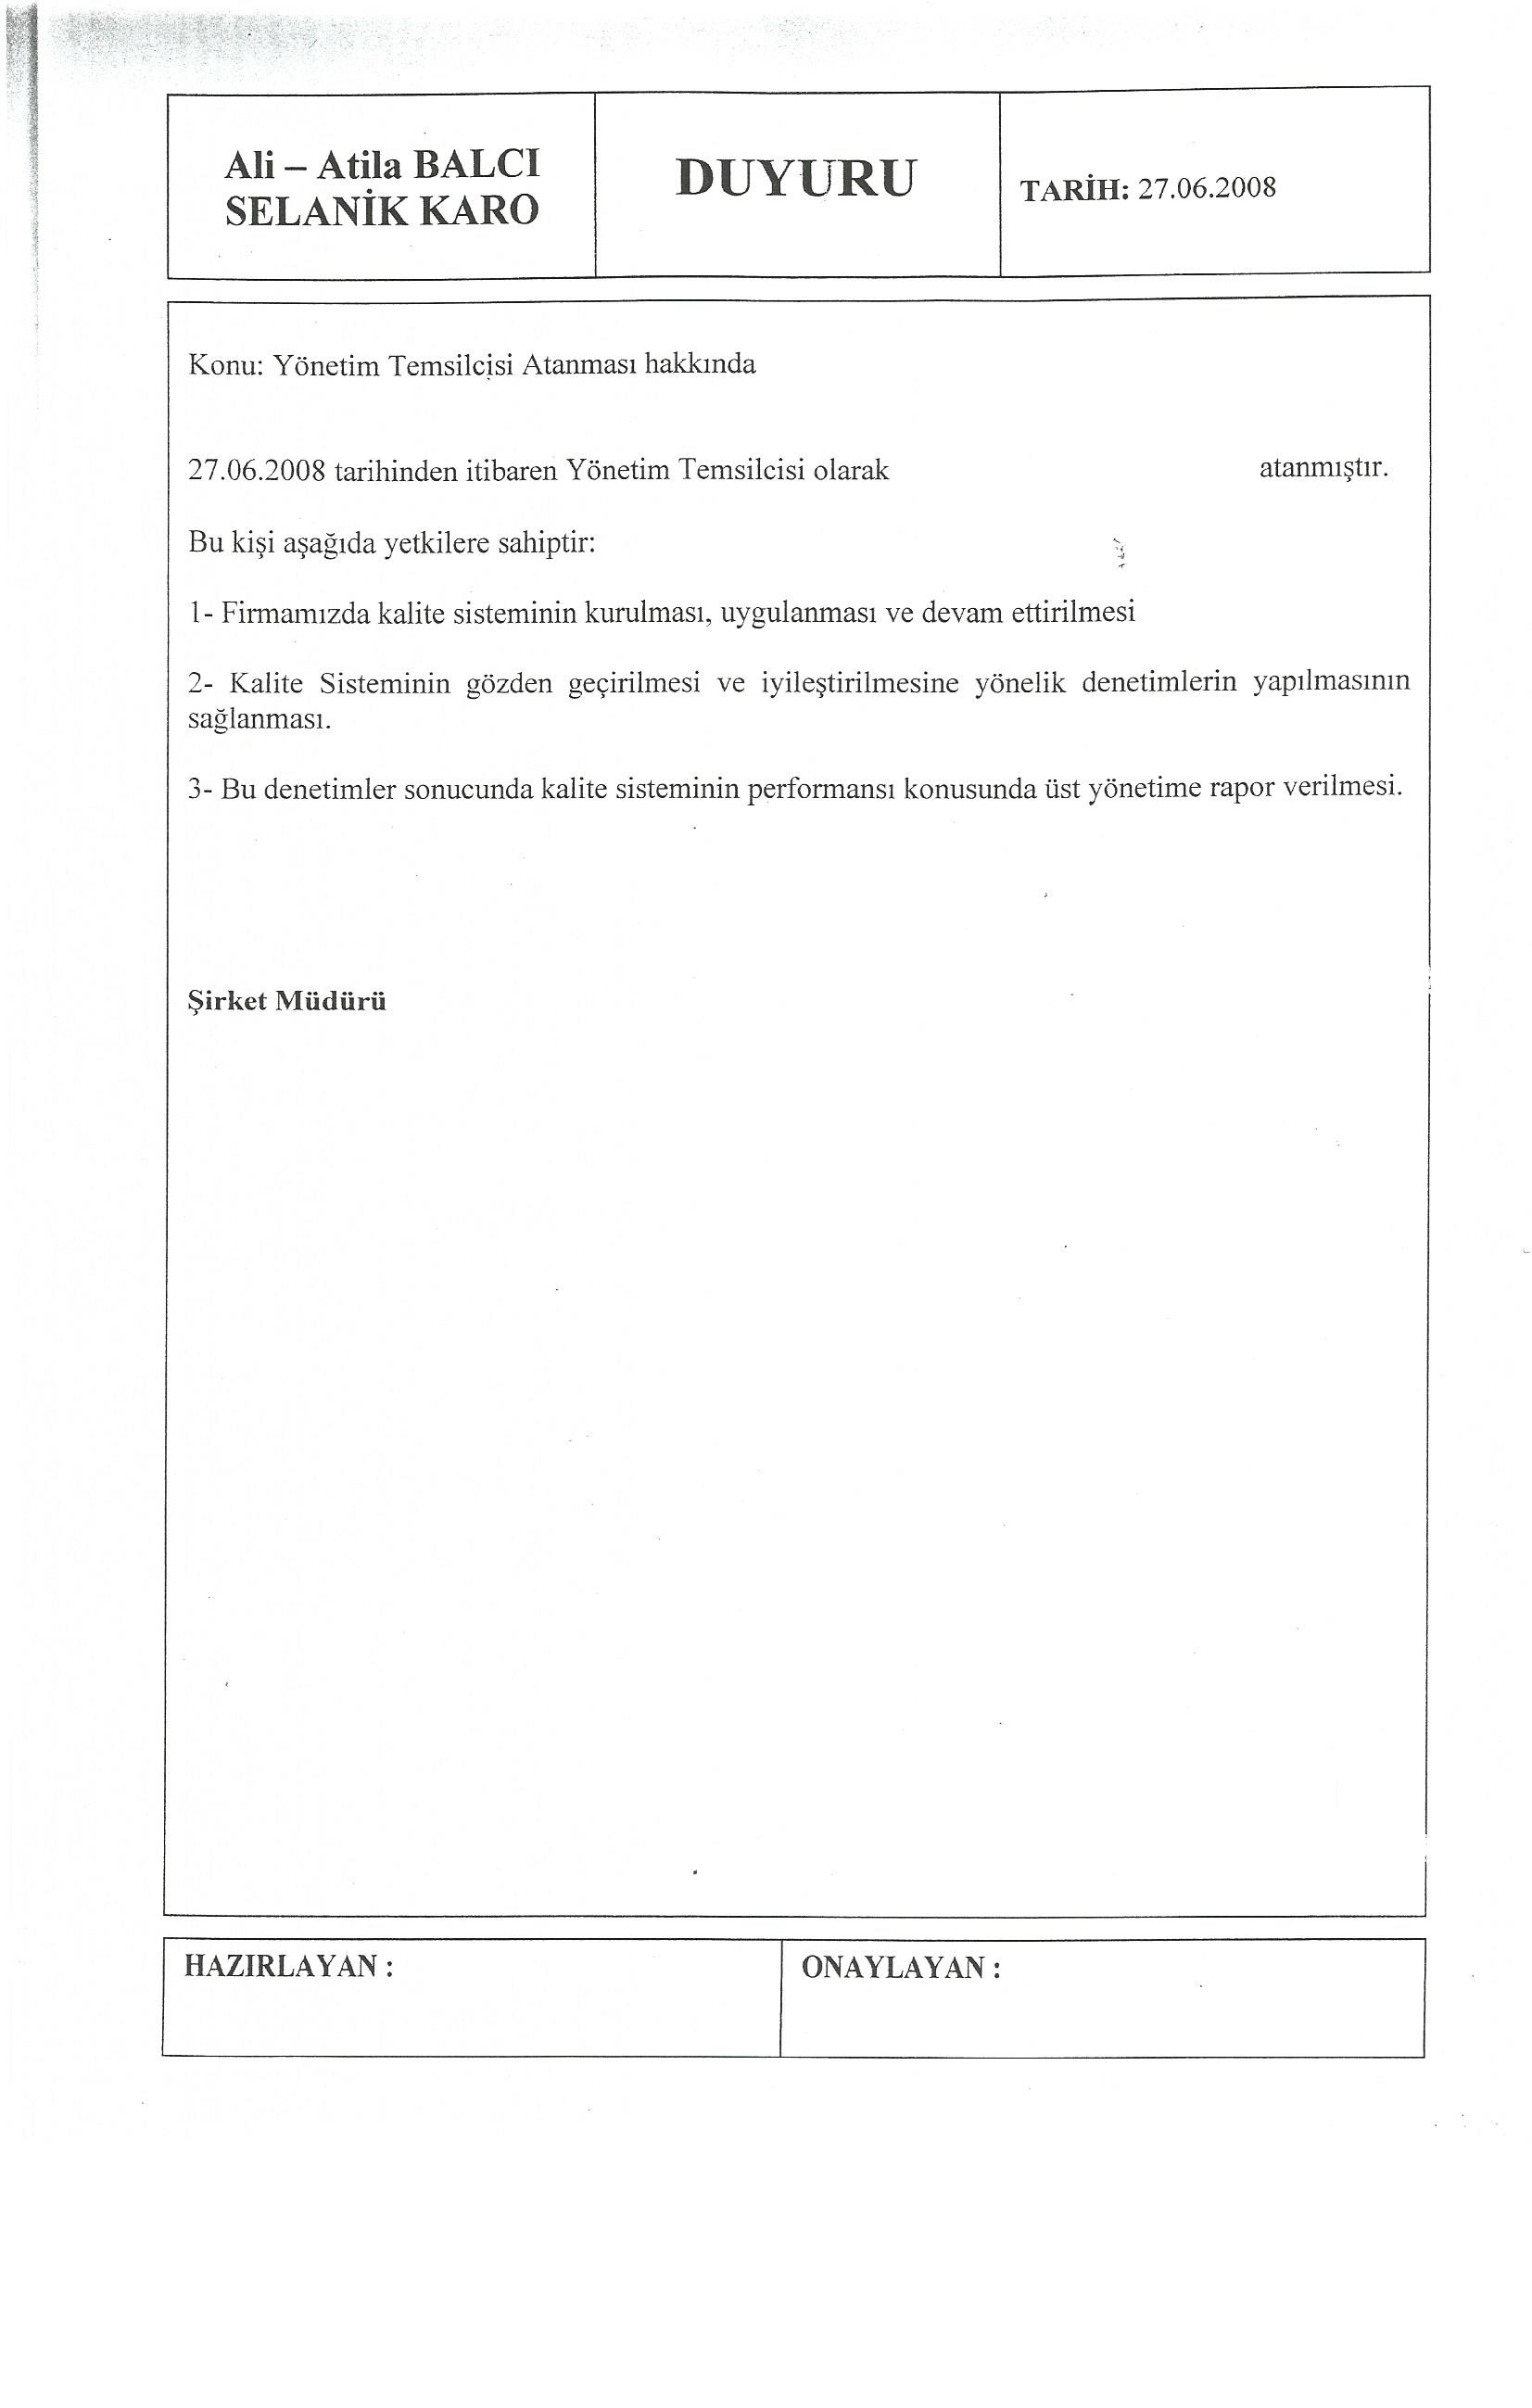 Ali – Atila BALCI
SELANİK KARO
DUYURU
TARİH: 27.06.2008
Konu: Yönetim Temsilcisi Atanması hakkında
27.06.2008 tarihinden itibaren Yönetim Temsilcisi olarak atanmıştır.
Bu kişi aşağıda yetkilere sahiptir:
1- Firmamızda kalite sisteminin kurulması, uygulanması ve devam ettirilmesi
2- Kalite Sisteminin gözden geçirilmesi ve iyileştirilmesine yönelik denetimlerin yapılmasının
sağlanması.
3- Bu denetimler sonucunda kalite sisteminin performansı konusunda üst yönetime rapor verilmesi.
Şirket Müdürü
HAZIRLAYAN :
ONAYLAYAN :